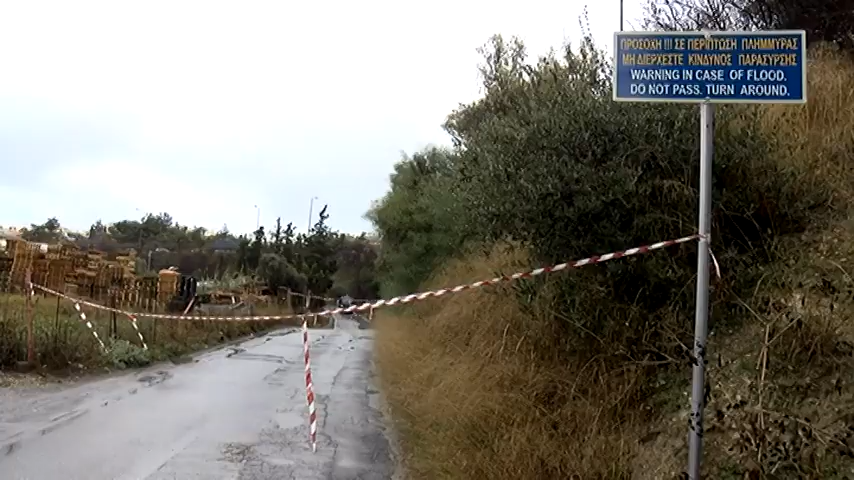 ΠΡΟΣΟΧΗ !!! ΣΕ ΠΕΡΙΠΤΩΣΗ ΠΛΗΜΜΥΡΑΣ
ΜΗ ΔΙΕΡΧΕΣΤΕ ΚΙΝΔΥΝΟΣ ΠΑΡΑΣΥΡΣΗΣ
WARNING IN CASE OF FLOOD.
DO NOT PASS. TURN AROUND.